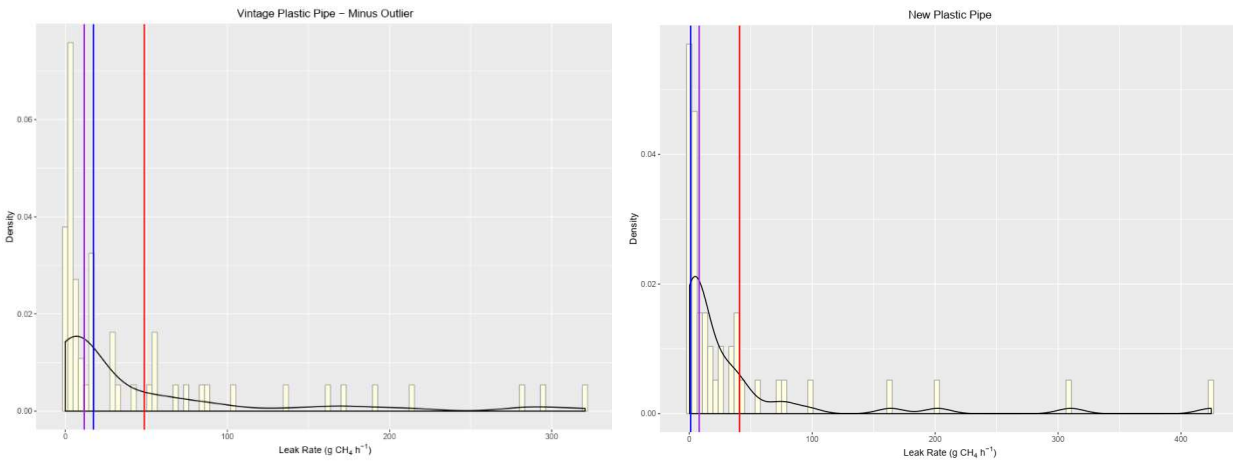 Vintage Plastic Pipe – Minus Outlier
Density
0.06
0.04
0.02
0.00
0
100
200
300
Leak Rate (g CH₄ h⁻¹)
New Plastic Pipe
Density
0.04
0.02
0.00
0
100
200
300
400
Leak Rate (g CH₄ h⁻¹)